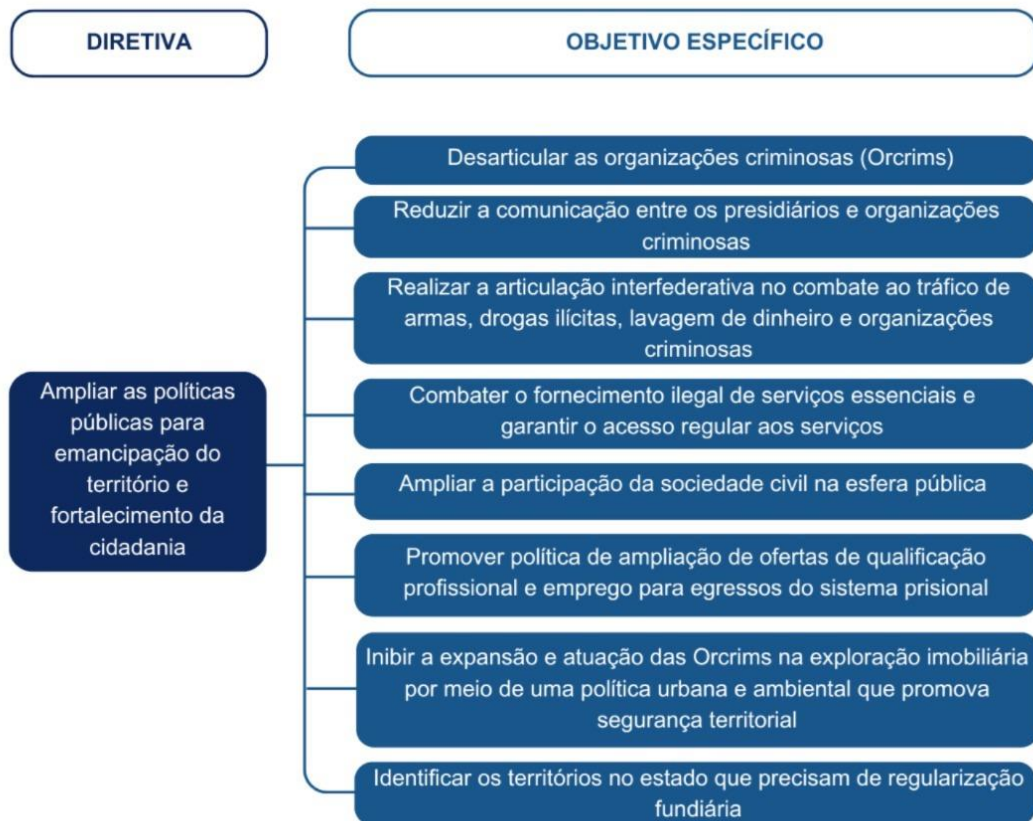 DIRETIVA
OBJETIVO ESPECÍFICO
Ampliar as políticas
públicas para
emancipação do
território e
fortalecimento da
cidadania
Desarticular as organizações criminosas (Orcrims)
Reduzir a comunicação entre os presidiários e organizações
criminosas
Realizar a articulação interfederativa no combate ao tráfico de
armas, drogas ilícitas, lavagem de dinheiro e organizações
criminosas
Combater o fornecimento ilegal de serviços essenciais e
garantir o acesso regular aos serviços
Ampliar a participação da sociedade civil na esfera pública
Promover política de ampliação de ofertas de qualificação
profissional e emprego para egressos do sistema prisional
Inibir a expansão e atuação das Orcrims na exploração imobiliária
por meio de uma política urbana e ambiental que promova
segurança territorial
Identificar os territórios no estado que precisam de regularização
fundiária